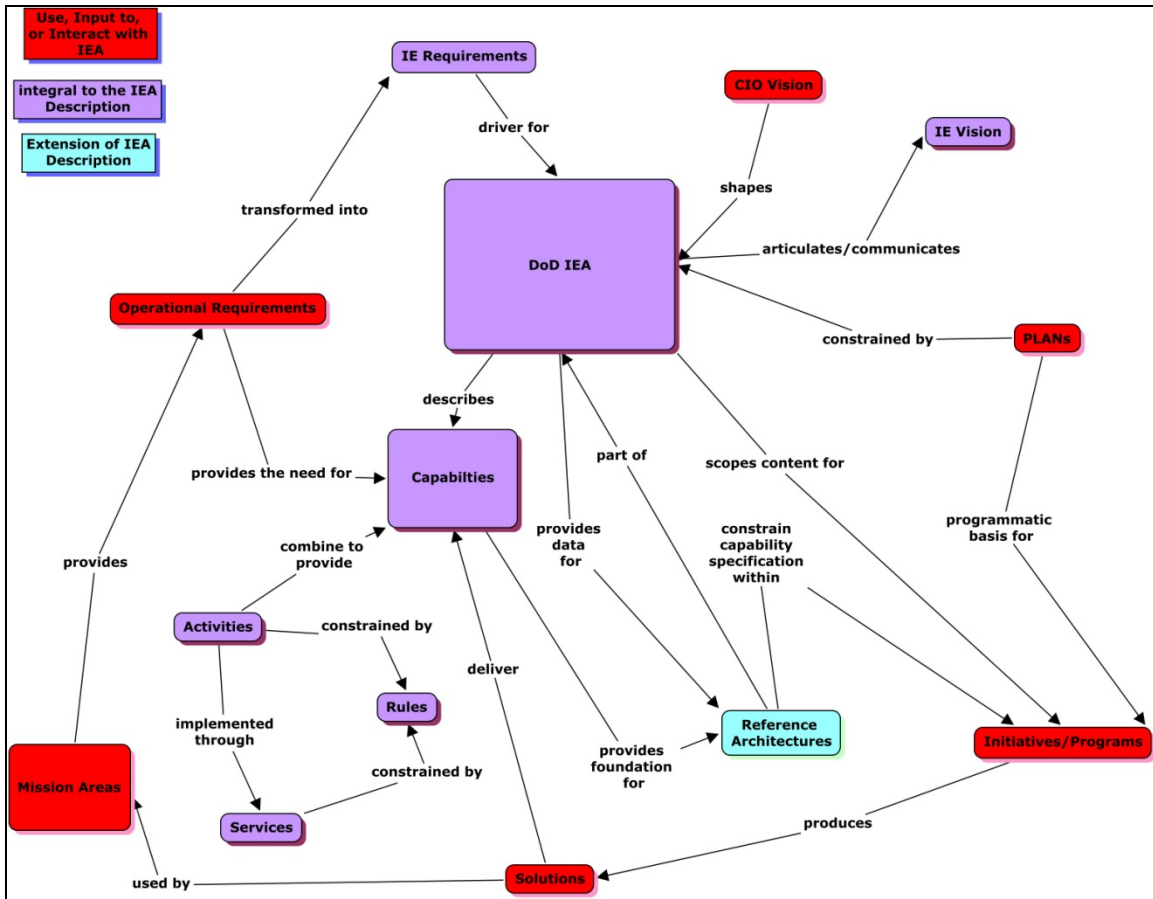 Use, Input to,
or Interact with
IEA
integral to the IEA
Description
Extension of IEA
Description
IE Requirements
CIO Vision
IE Vision
driver for
shapes
transformed into
articulates/communicates
DoD IEA
Operational Requirements
constrained by
PLANs
describes
part of
scopes content for
provides the need for
Capabilties
programmatic
basis for
provides
data
for
constrain
capability
specification
within
combine to
provide
provides
Activities
constrained by
deliver
Rules
implemented
through
Reference
Architectures
Initiatives/Programs
provides
foundation
for
constrained by
Mission Areas
Services
produces
used by
Solutions